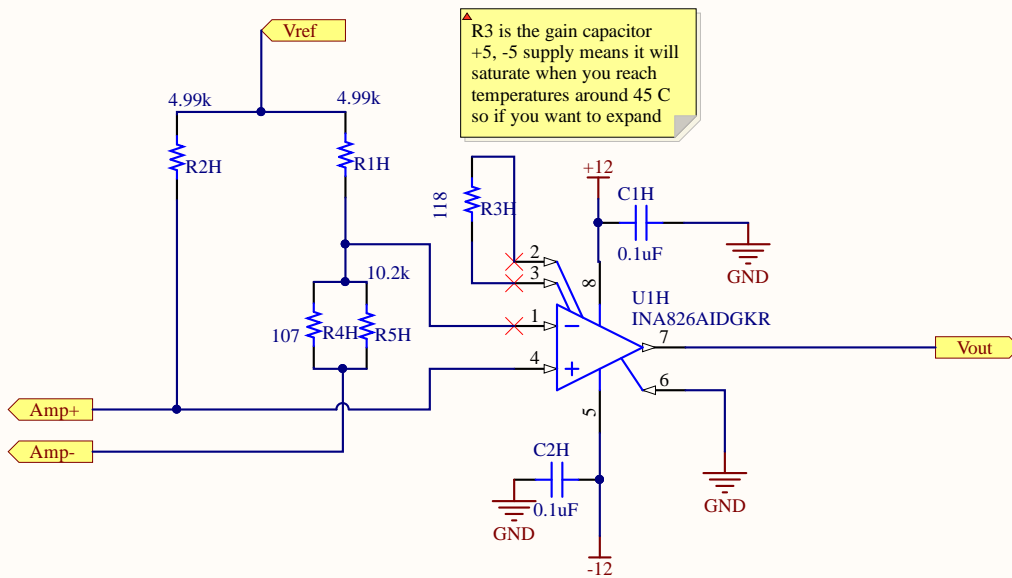 Vref
R3 is the gain capacitor
+5, -5 supply means it will
saturate when you reach
temperatures around 45 C
so if you want to expand
4.99k
4.99k
R2H
R1H
118
R3H
+12
C1H
0.1uF
GND
2
3
8
10.2k
107
R4H
R5H
1
U1H
INA826AIDGKR
7
Vout
4
6
5
Amp+
Amp-
C2H
0.1uF
GND
GND
-12